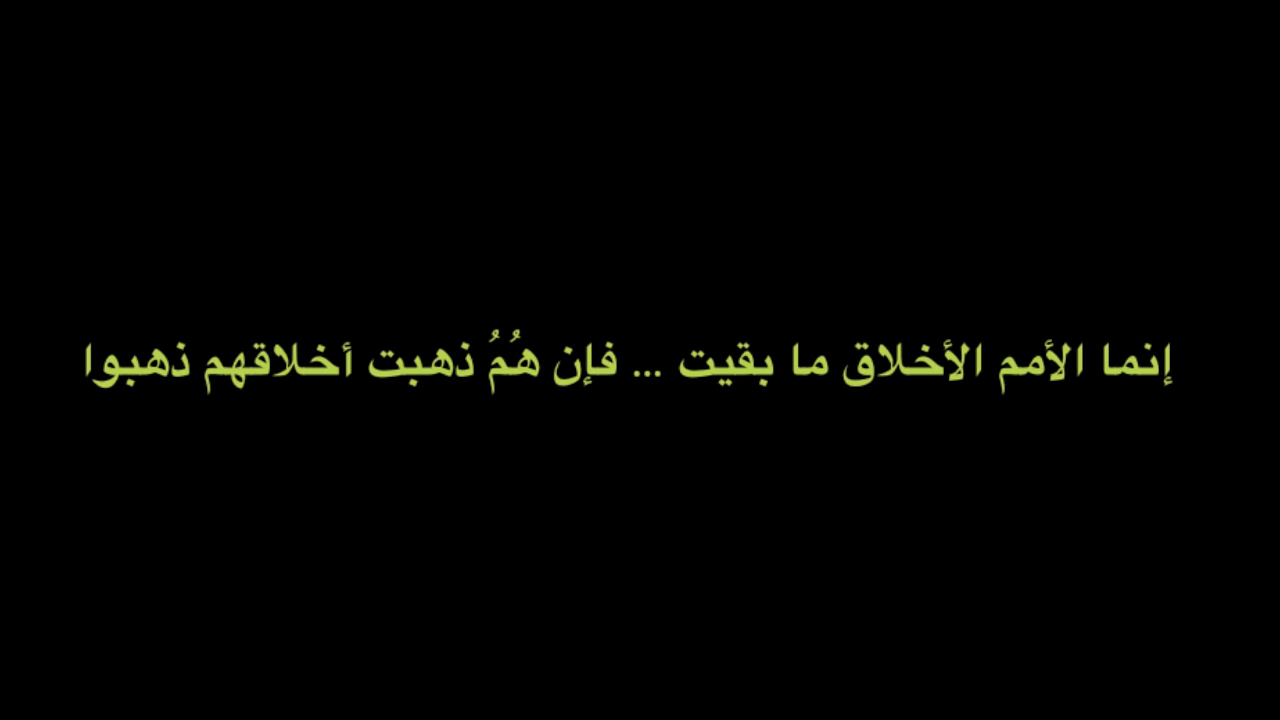 إنما الأمم الأخلاق ما بقيت ... فإن هُمُ ذهبت أخلاقهم ذهبوا